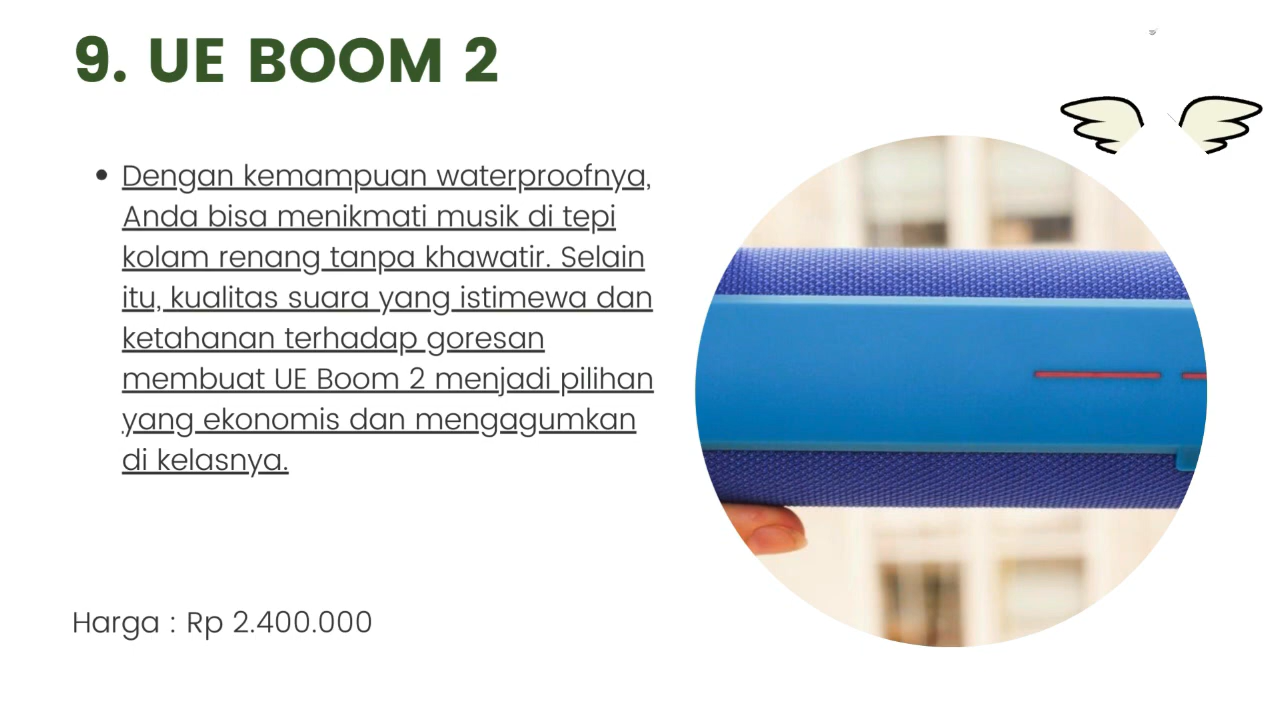 9. UE BOOM 2
Dengan kemampuan waterproofnya,
Anda bisa menikmati musik di tepi
kolam renang tanpa khawatir. Selain
itu, kualitas suara yang istimewa dan
ketahanan terhadap goresan
membuat UE Boom 2 menjadi pilihan
yang ekonomis dan mengagumkan
di kelasnya.
Harga : Rp 2.400.000